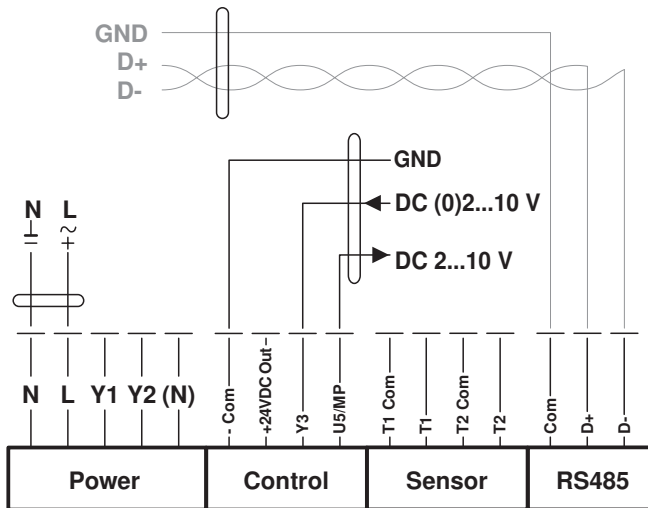 GND
D+
D-
GND
DC (0)2...10 V
DC 2...10 V
N L
~
+
N L Y1 Y2 (N)
- Com
+24VDC Out
Y3
U5/MP
T1 Com
T1
T2 Com
T2
Com
D+
D-
Power Control Sensor RS485